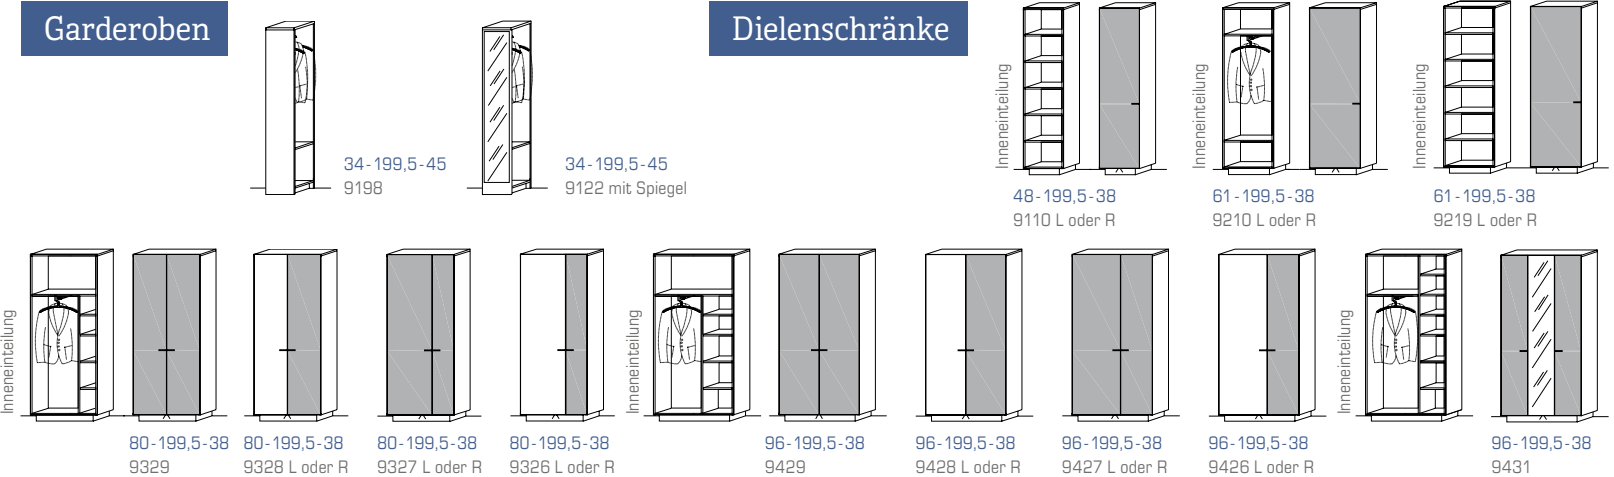 Garderoben
34-199,5-45
9198
34-199,5-45
9122 mit Spiegel
Dielenschränke
Inneneinteilung
48-199,5-38
9110 L oder R
Inneneinteilung
61-199,5-38
9210 L oder R
Inneneinteilung
61-199,5-38
9219 L oder R
Inneneinteilung
80-199,5-38
9329
80-199,5-38
9328 L oder R
80-199,5-38
9327 L oder R
80-199,5-38
9326 L oder R
Inneneinteilung
96-199,5-38
9429
96-199,5-38
9428 L oder R
96-199,5-38
9427 L oder R
96-199,5-38
9426 L oder R
Inneneinteilung
96-199,5-38
9431